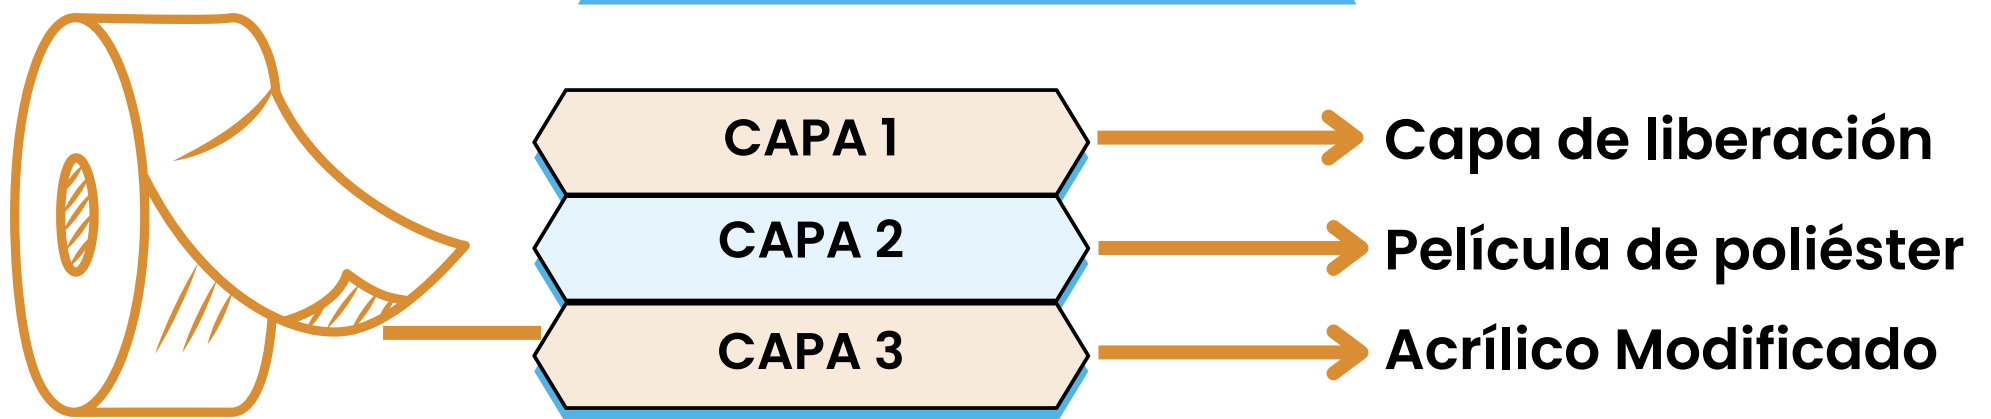 CAPA 1
Capa de liberación
CAPA 2
Película de poliéster
CAPA 3
Acrílico Modificado